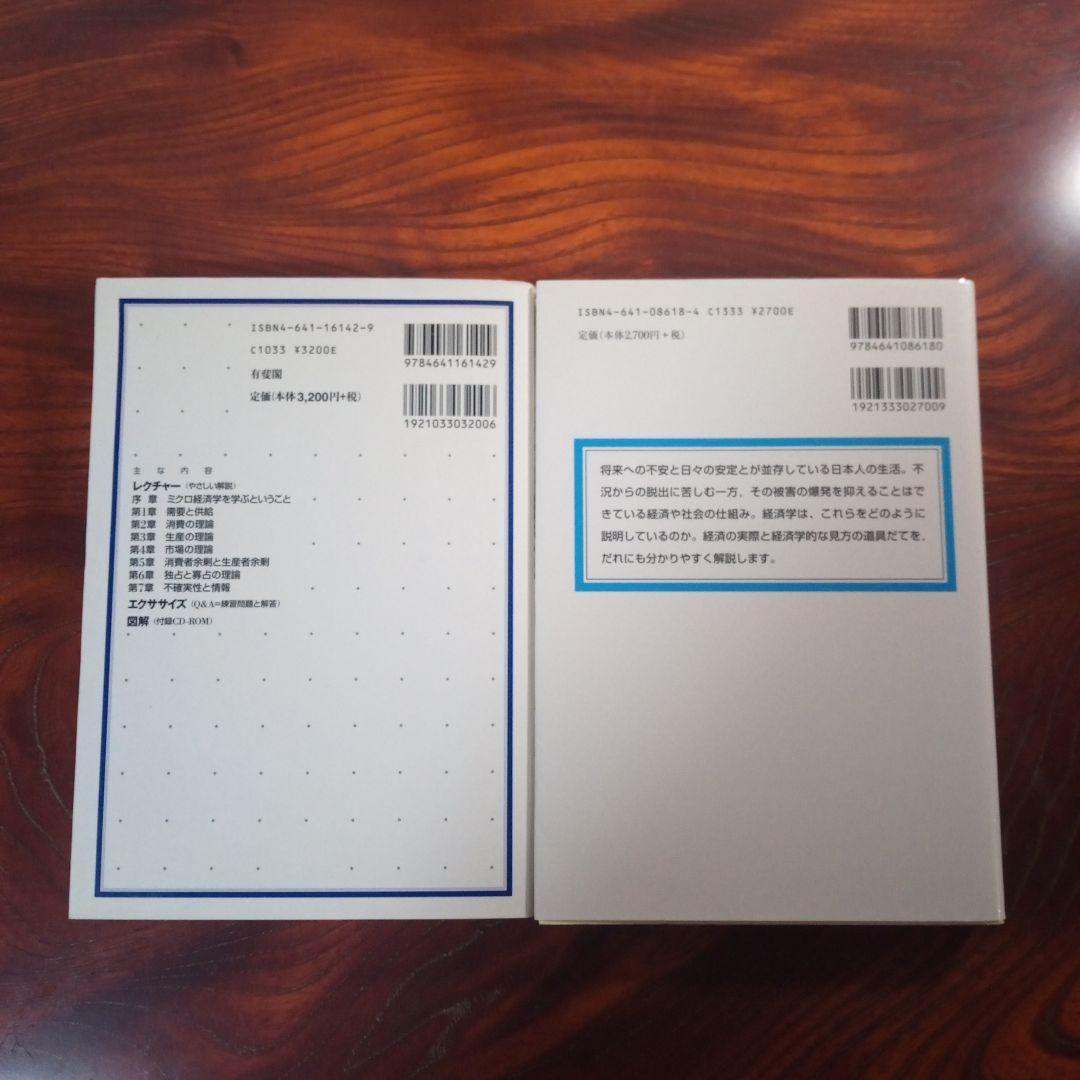 ISBN4-641-16142-9
C1033 ¥3200E
9784641161429
有斐閣
定価(本体3,200円+税)
1921033032006
主な内容
レクチャー(やさしい解説)
序章 ミクロ経済学を学ぶということ
第1章 需要と供給
第2章 消費の理論
第3章 生産の理論
第4章 市場の理論
第5章 消費者余剰と生産者余剰
第6章 独占と寡占の理論
第7章 不確実性と情報
エクササイズ(Q&A=練習問題と解答)
図解(付録CD-ROM)
ISBN4-641-08618-4 C1333 ¥2700E
定価(本体2,700円+税)
9784641086180
1921333027009
将来への不安と日々の安定とが並存している日本人の生活。不
況からの脱出に苦しむ一方,その被害の爆発を抑えることはで
きている経済や社会の仕組み。経済学は、これらをどのように
説明しているのか。経済の実際と経済学的な見方の道具だてを,
だれにも分かりやすく解説します。